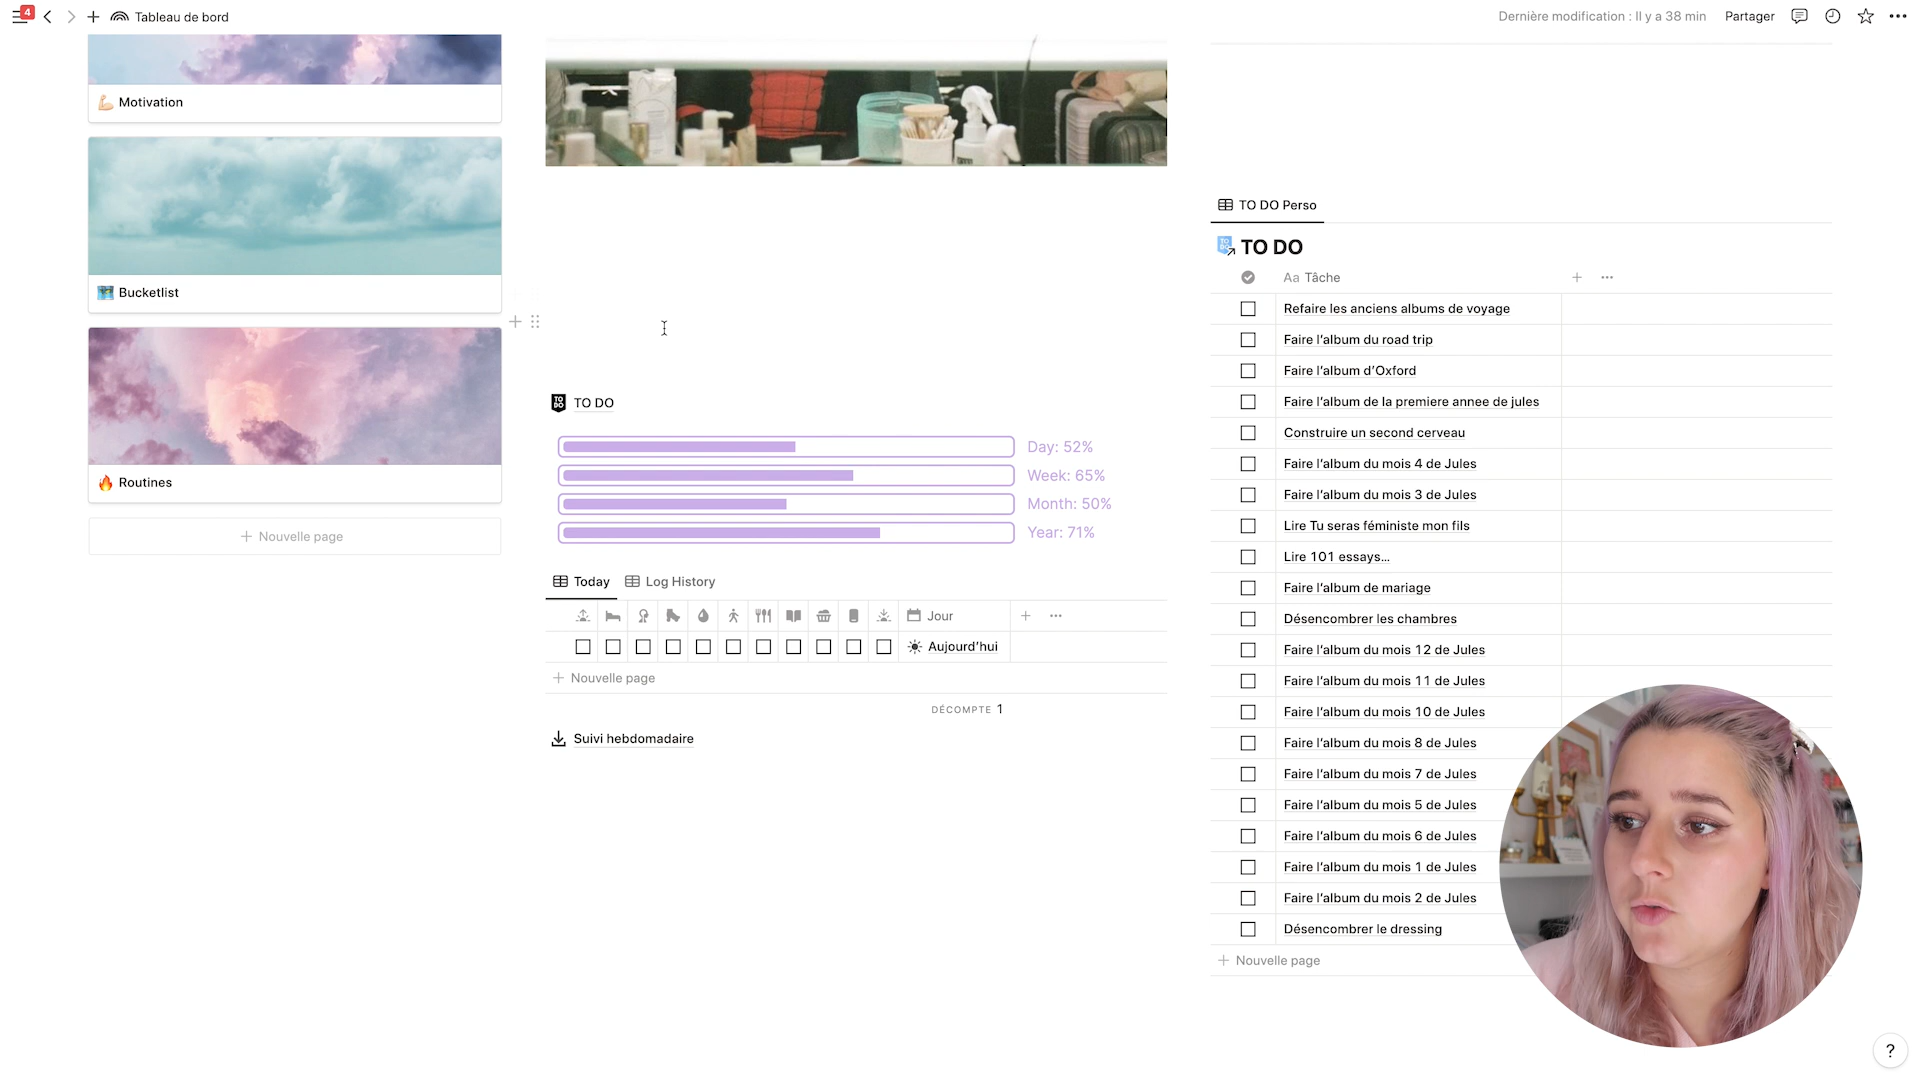 4
Tableau de bord
Dernière modification : Il y a 38 min
Partager
Motivation
Bucketlist
Routines
Nouvelle page
TO DO
Day: 52%
Week: 65%
Month: 50%
Year: 71%
Today
Log History
Jour
Aujourd'hui
Nouvelle page
DÉCOMPTE 1
Suivi hebdomadaire
TO DO Perso
TO DO
Aa Tâche
Refaire les anciens albums de voyage
Faire l'album du road trip
Faire l'album d'Oxford
Faire l'album de la premiere annee de jules
Construire un second cerveau
Faire l'album du mois 4 de Jules
Faire l'album du mois 3 de Jules
Lire Tu seras féministe mon fils
Lire 101 essays...
Faire l'album de mariage
Désencombrer les chambres
Faire l'album du mois 12 de Jules
Faire l'album du mois 11 de Jules
Faire l'album du mois 10 de Jules
Faire l'album du mois 8 de Jules
Faire l'album du mois 7 de Jules
Faire l'album du mois 5 de Jules
Faire l'album du mois 6 de Jules
Faire l'album du mois 1 de Jules
Faire l'album du mois 2 de Jules
Désencombrer le dressing
Nouvelle page
?